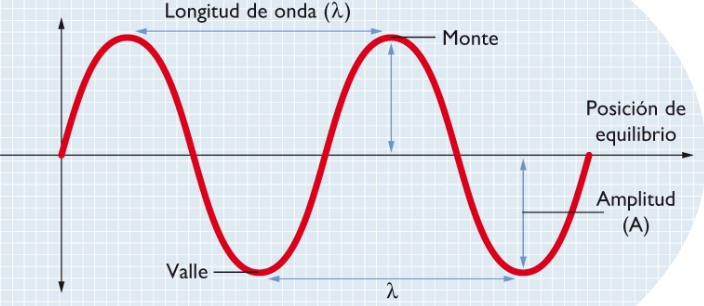 Longitud de onda (λ)
Monte
Posición de
equilibrio
Amplitud
(A)
Valle
λ